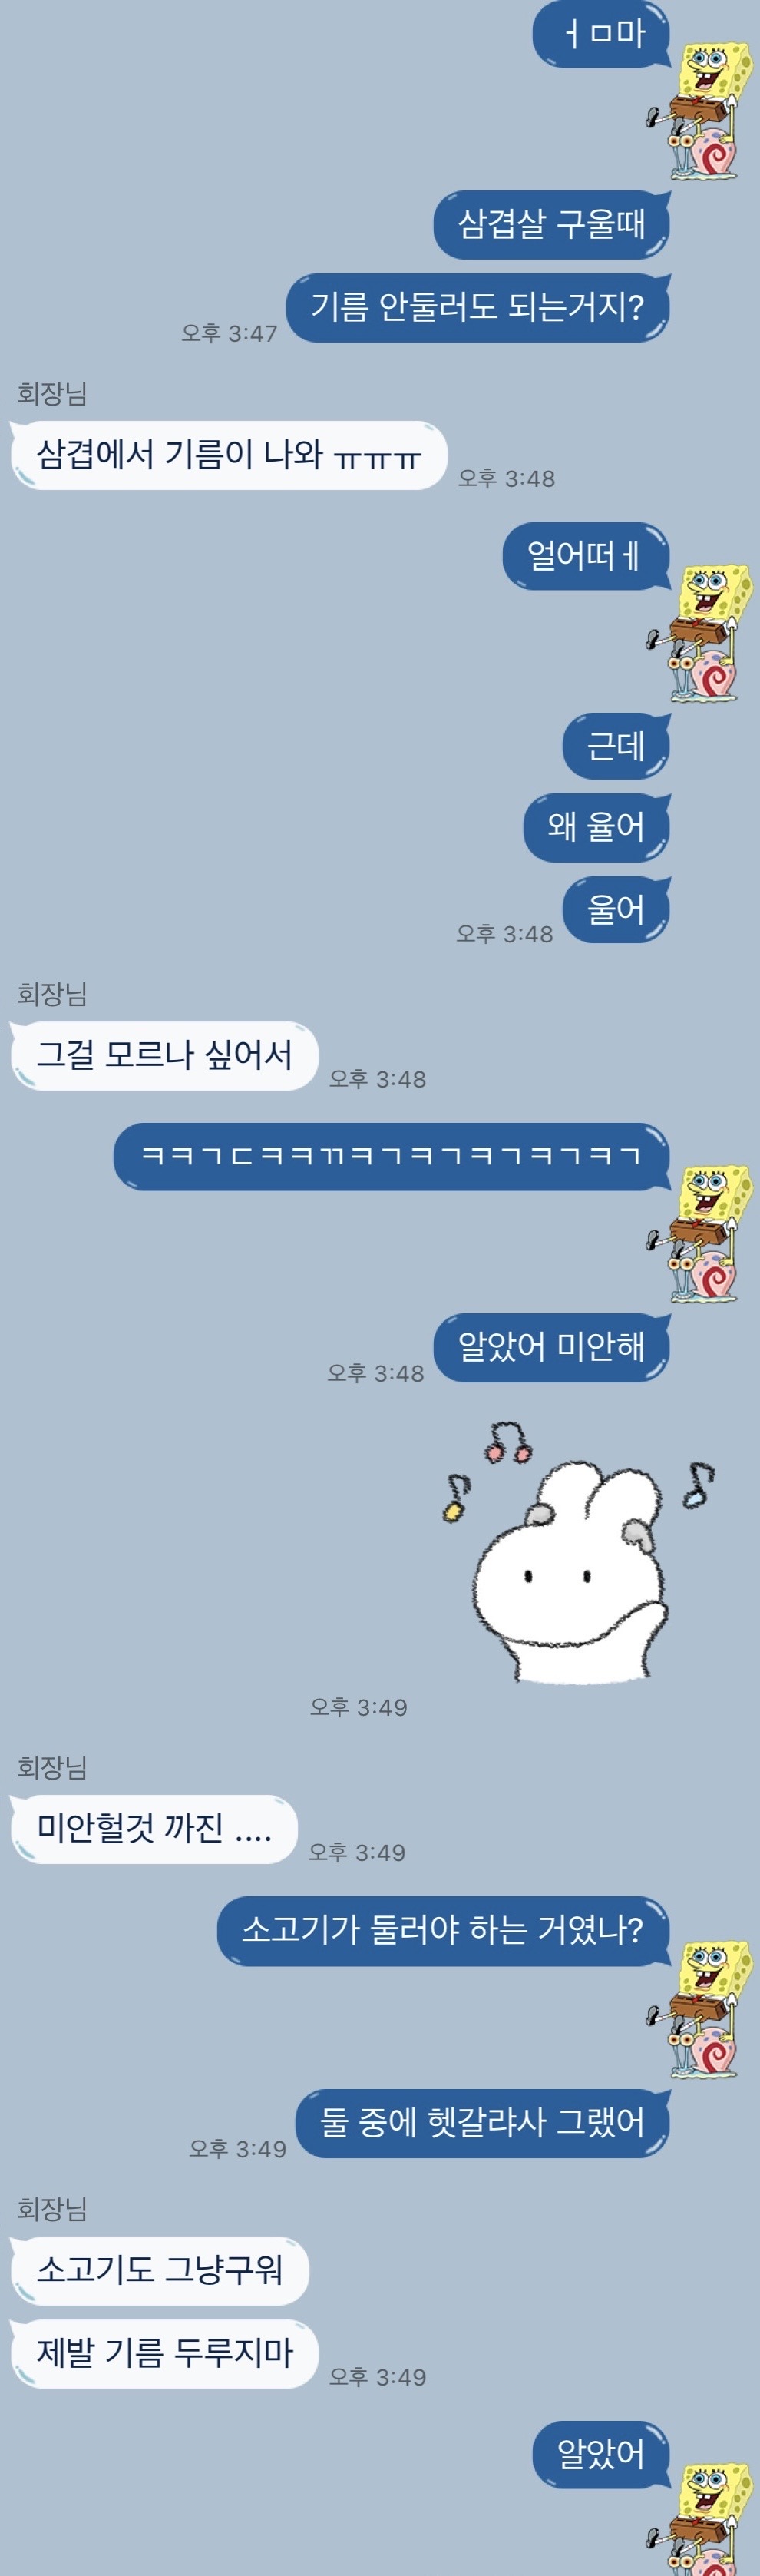 ㅓㅁ마
삼겹살 구울때
기름 안둘러도 되는거지?
오후 3:47
회장님
삼겹에서 기름이 나와 ㅠㅠㅠ
오후 3:48
얼어떠ㅔ
근데
왜 율어
울어
오후 3:48
회장님
그걸 모르나 싶어서
오후 3:48
ㅋㅋㄱㄷㅋㅋㄲㅋㄱㅋㄱㅋㄱㅋㄱㅋㄱ
알았어 미안해
오후 3:48
오후 3:49
회장님
미안헐것 까진 ....
오후 3:49
소고기가 둘러야 하는 거였나?
둘 중에 헷갈랴사 그랬어
오후 3:49
회장님
소고기도 그냥구워
제발 기름 두루지마
오후 3:49
알았어